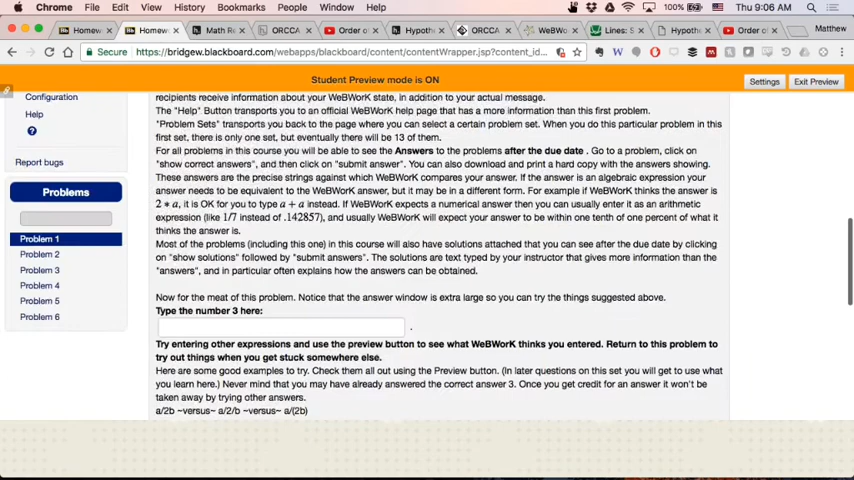 Chrome File Edit View History Bookmarks People Window Help 100% Thu 9:06 AM
Homew Homew Math Re ORCCA Order of Hypoth ORCCA WeBWo Lines: S Hypoth Order of Matthew
Secure https://bridgew.blackboard.com/webapps/blackboard/content/contentWrapper.jsp?content_id...
Student Preview mode is ON Settings Exit Preview
Configuration
Help
Report bugs
Problems
Problem 1
Problem 2
Problem 3
Problem 4
Problem 5
Problem 6
recipients receive information about your WeBWorK state, in addition to your actual message.
The "Help" Button transports you to an official WeBWorK help page that has a more information than this first problem.
"Problem Sets" transports you back to the page where you can select a certain problem set. When you do this particular problem in this
first set, there is only one set, but eventually there will be 13 of them.
For all problems in this course you will be able to see the Answers to the problems after the due date . Go to a problem, click on
"show correct answers", and then click on "submit answer". You can also download and print a hard copy with the answers showing.
These answers are the precise strings against which WeBWorK compares your answer. If the answer is an algebraic expression your
answer needs to be equivalent to the WeBWorK answer, but it may be in a different form. For example if WeBWorK thinks the answer is
2 * a, it is OK for you to type a + a instead. If WeBWorK expects a numerical answer then you can usually enter it as an arithmetic
expression (like 1/7 instead of .142857), and usually WeBWorK will expect your answer to be within one tenth of one percent of what it
thinks the answer is.
Most of the problems (including this one) in this course will also have solutions attached that you can see after the due date by clicking
on "show solutions" followed by "submit answers". The solutions are text typed by your instructor that gives more information than the
"answers", and in particular often explains how the answers can be obtained.
Now for the meat of this problem. Notice that the answer window is extra large so you can try the things suggested above.
Type the number 3 here:
.
Try entering other expressions and use the preview button to see what WeBWorK thinks you entered. Return to this problem to
try out things when you get stuck somewhere else.
Here are some good examples to try. Check them all out using the Preview button. (In later questions on this set you will get to use what
you learn here.) Never mind that you may have already answered the correct answer 3. Once you get credit for an answer it won't be
taken away by trying other answers.
a/2b ~versus~ a/2/b ~versus~ a/(2b)